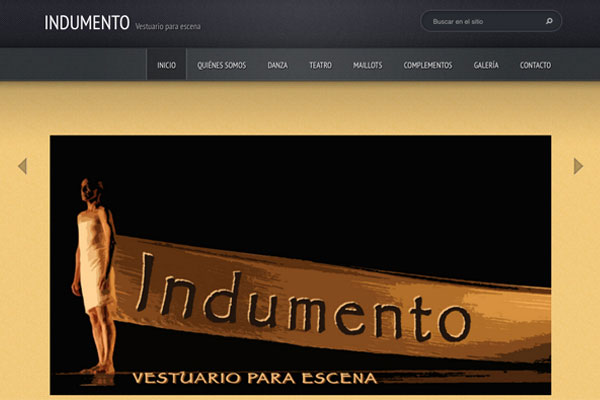 INDUMENTO Vestuario para escena
Buscar en el sitio
INICIO QUIÉNES SOMOS DANZA TEATRO MAILLOTS COMPLEMENTOS GALERÍA CONTACTO
Indumento
VESTUARIO PARA ESCENA